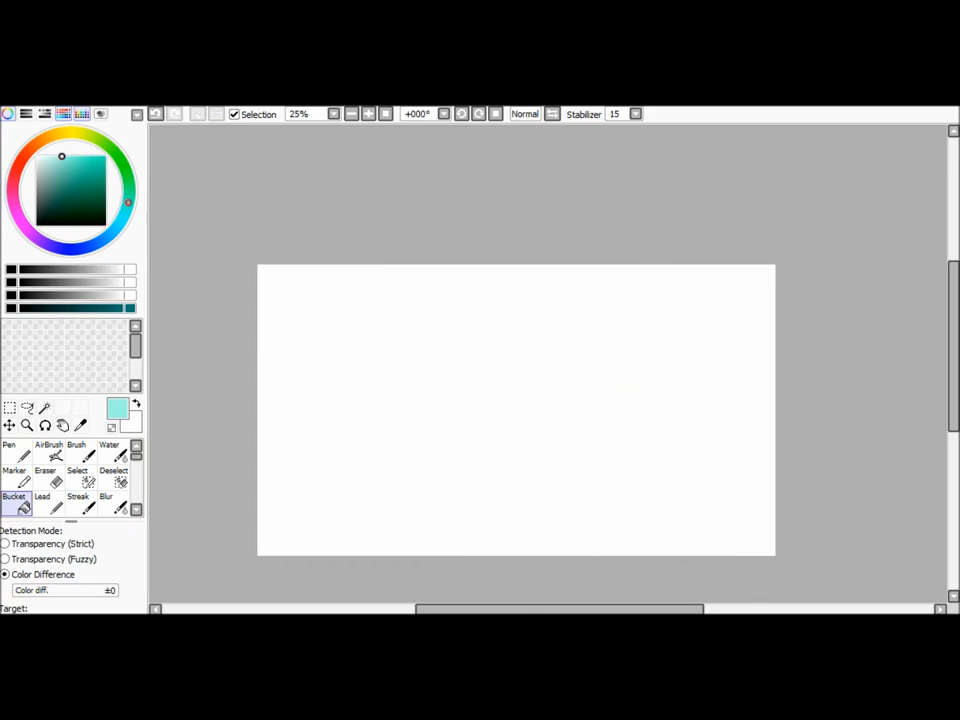 Selection 25% +000° Normal Stabilizer 15
Pen AirBrush Brush Water
Marker Eraser Select Deselect
Bucket Lead Streak Blur
Detection Mode:
Transparency (Strict)
Transparency (Fuzzy)
Color Difference
Color diff. ±0
Target: